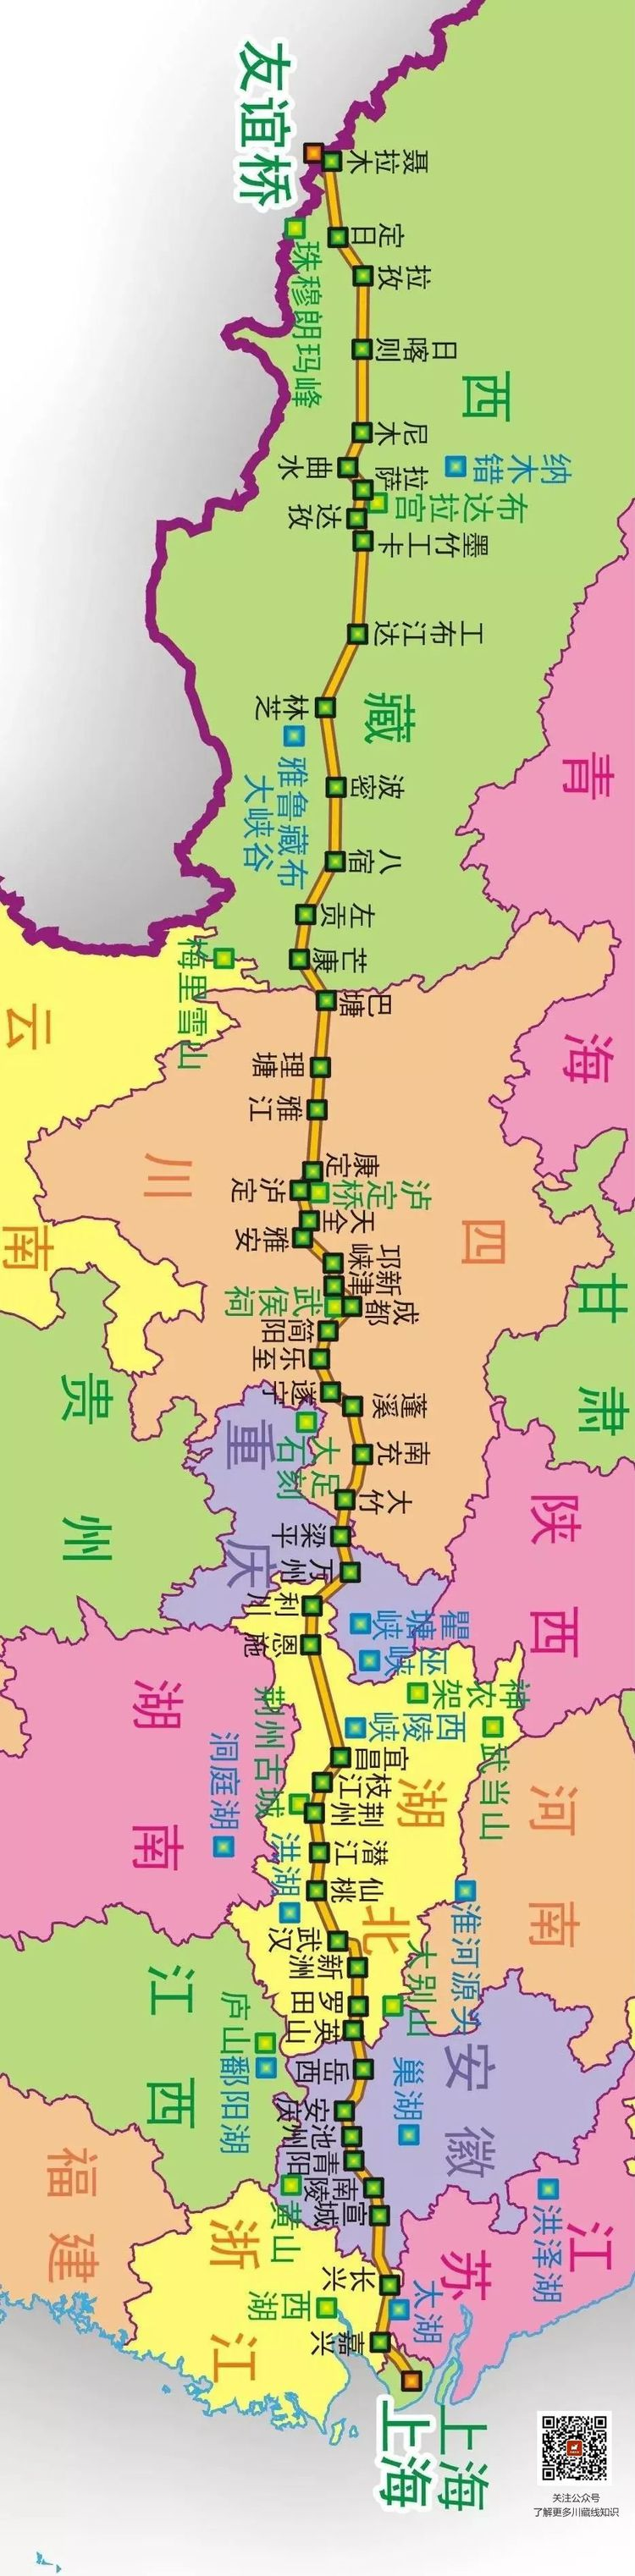 友谊桥
聂拉木
定日
珠穆朗玛峰
拉孜
日喀则
西
尼木
曲水
纳木错
拉萨
布达拉宫
达孜
墨竹工卡
工布江达
林芝
藏
青
雅鲁藏布
大峡谷
波密
八宿
左贡
芒康
梅里雪山
巴塘
云
海
理塘
雅江
川
康定
泸定
泸定桥
天全
雅安
四
南
邛崃
新津
成都
武侯祠
甘
简阳
乐至
遂宁
蓬溪
贵
肃
重
大足
石刻
南充
大竹
陕
梁平
万州
州
庆
利川
瞿塘峡
西
恩施
巫峡
神农架
湖
荆州古城
西陵峡
武当山
宜昌
枝江
洞庭湖
荆州
湖
河
南
潜江
洪湖
仙桃
淮河源头
南
武汉
北
新洲
大别山
江
罗田
英山
庐山
鄱阳湖
岳西
巢湖
安
西
安庆
池州
青阳
徽
福
南陵
黄山
宣城
洪泽湖
浙
江
苏
建
长兴
太湖
西湖
江
嘉兴
上海
上海
关注公众号
了解更多川藏线知识